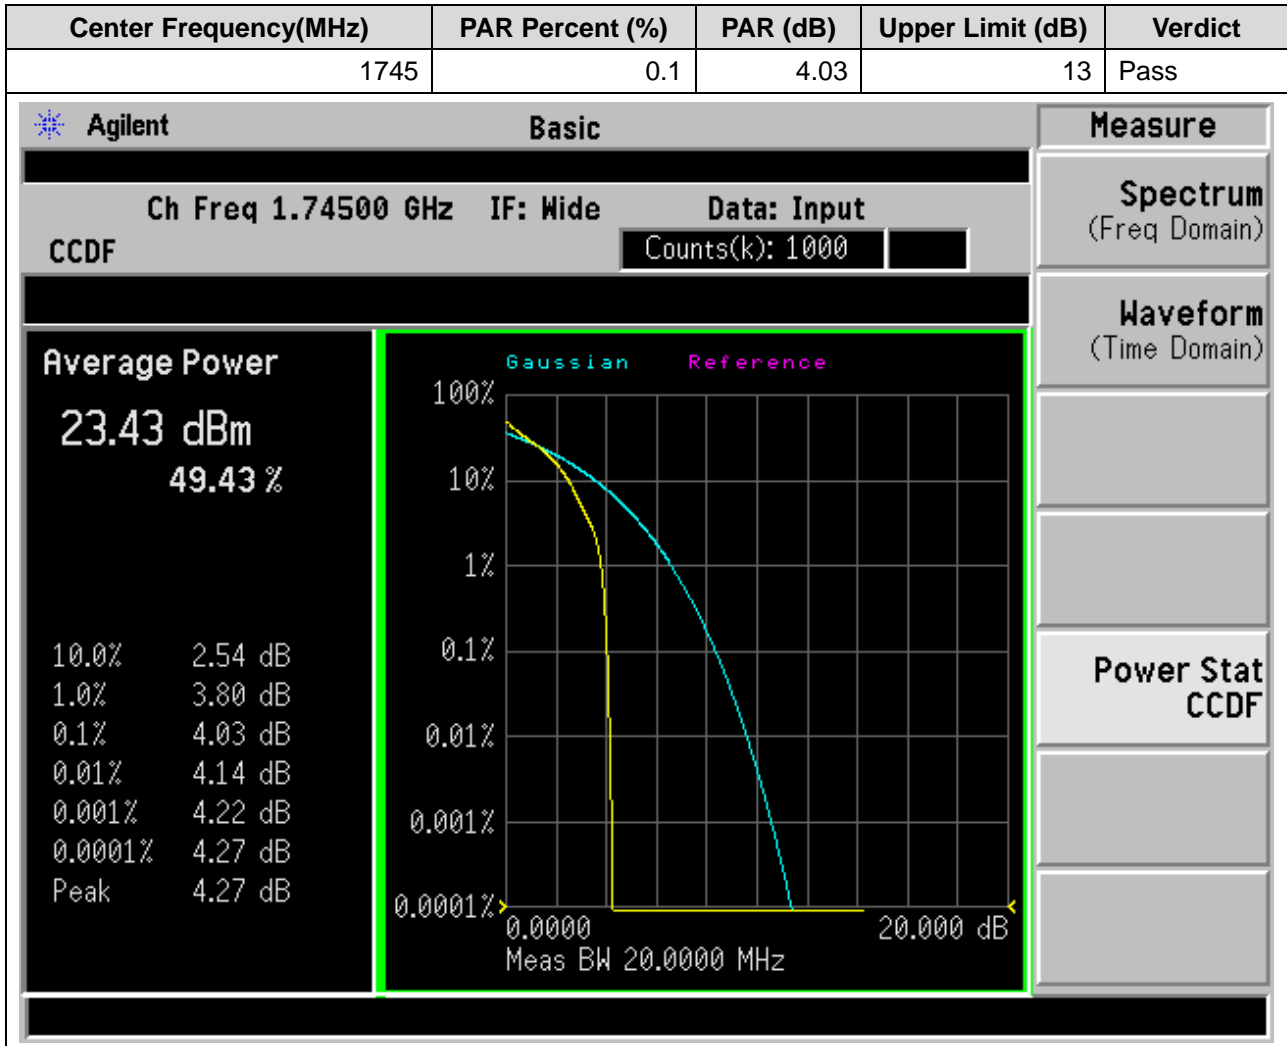 Center Frequency(MHz) PAR Percent (%) PAR (dB) Upper Limit (dB) Verdict
1745 0.1 4.03 13 Pass
Agilent Basic Measure
Ch Freq 1.74500 GHz IF: Wide Data: Input
CCDF Counts(k): 1000
Spectrum
(Freq Domain)
Waveform
(Time Domain)
Power Stat
CCDF
Average Power
23.43 dBm
49.43 %
10.0% 2.54 dB
1.0% 3.80 dB
0.1% 4.03 dB
0.01% 4.14 dB
0.001% 4.22 dB
0.0001% 4.27 dB
Peak 4.27 dB
Gaussian Reference
100%
10%
1%
0.1%
0.01%
0.001%
0.0001%
0.0000 20.000 dB
Meas BW 20.0000 MHz